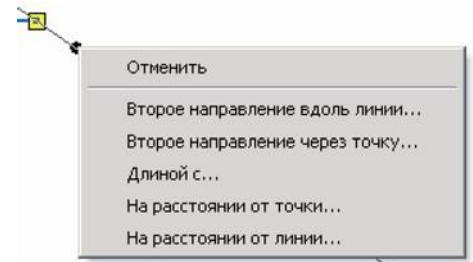 Отменить
Второе направление вдоль линии...
Второе направление через точку...
Длиной с...
На расстоянии от точки...
На расстоянии от линии...